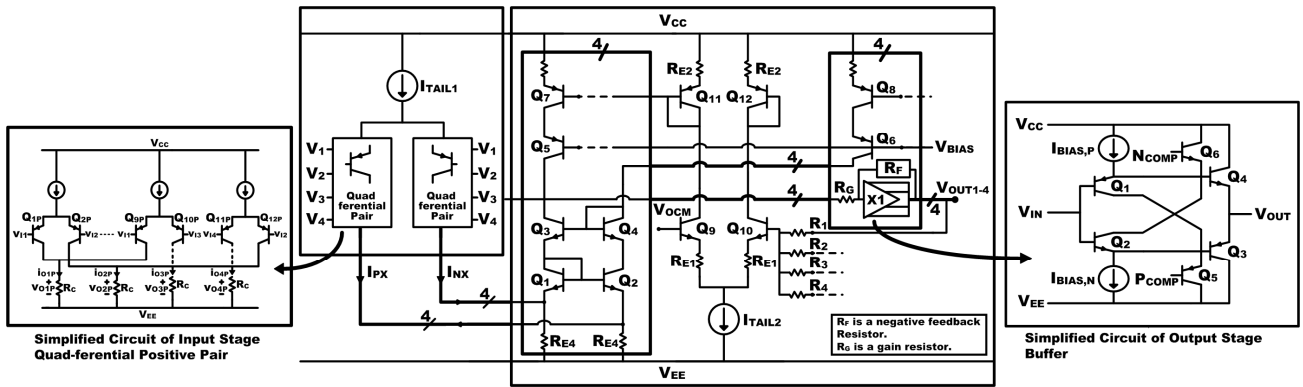 VCC
Q1P
Q2P
Q9P
Q10P
Q11P
Q12P
VI1
VI2
VI1
VI3
VI4
VI2
iO1P
iO2P
iO3P
iO4P
VO1P
VO2P
VO3P
VO4P
+
−
RC
+
−
RC
+
−
RC
+
−
RC
VEE
Simplified Circuit of Input Stage
Quad-ferential Positive Pair
ITAIL1
V1
V2
V3
V4
Quad
ferential
Pair
Quad
ferential
Pair
V1
V2
V3
V4
IPX
INX
4
4
VCC
4
Q7
Q5
Q3
Q4
Q1
Q2
RE4
RE4
RE2
RE2
Q11
Q12
4
4
VOCM
Q9
Q10
RE1
RE1
ITAIL2
R1
R2
R3
R4
4
Q8
Q6
VBIAS
RF
RG
X1
VOUT1-4
4
RF is a negative feedback
Resistor.
RG is a gain resistor.
VEE
VCC
IBIAS,P
NCOMP
Q6
Q1
Q4
VIN
VOUT
Q2
Q3
IBIAS,N
PCOMP
Q5
VEE
Simplified Circuit of Output Stage
Buffer